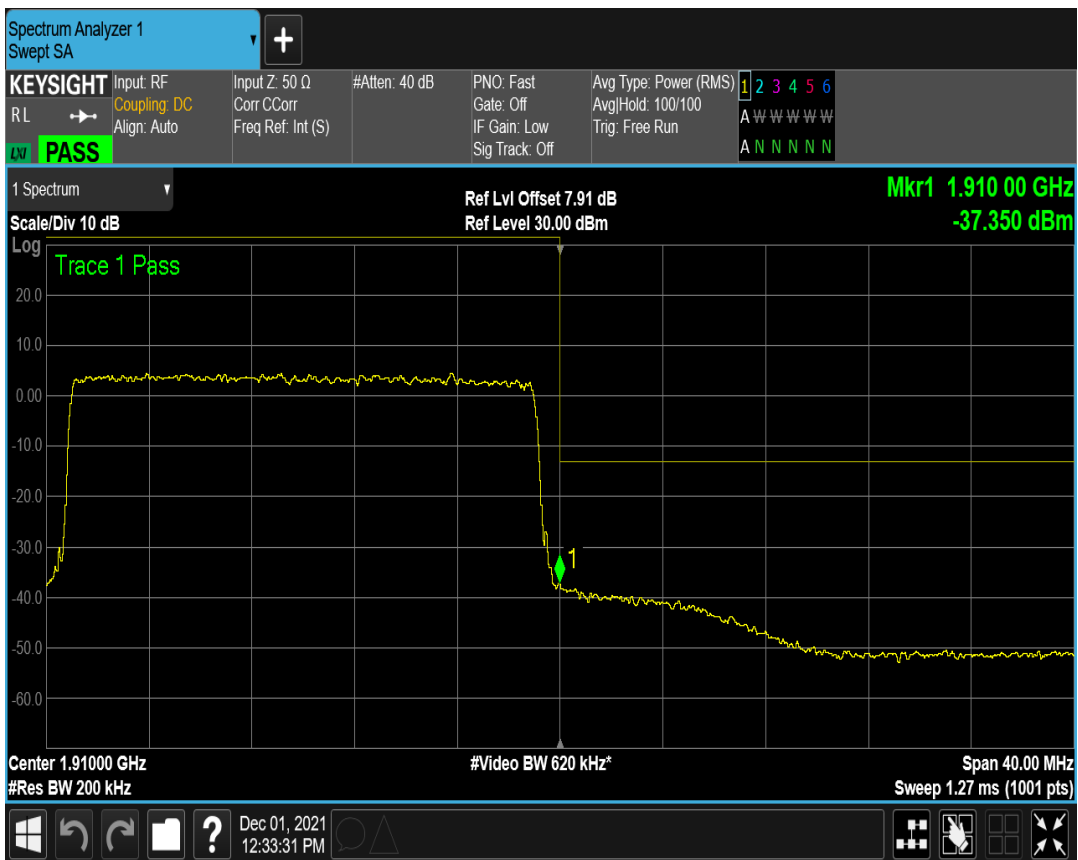 Spectrum Analyzer 1
Swept SA
+
KEYSIGHT
R L
LXI
PASS
Input: RF
Coupling: DC
Align: Auto
Input Z: 50 Ω
Corr CCorr
Freq Ref: Int (S)
#Atten: 40 dB
PNO: Fast
Gate: Off
IF Gain: Low
Sig Track: Off
Avg Type: Power (RMS)
Avg|Hold: 100/100
Trig: Free Run
1 2 3 4 5 6
A W W W W W
A N N N N N
1 Spectrum
Scale/Div 10 dB
Ref Lvl Offset 7.91 dB
Ref Level 30.00 dBm
Mkr1 1.910 00 GHz
-37.350 dBm
Log
Trace 1 Pass
20.0
10.0
0.00
-10.0
-20.0
-30.0
1
-40.0
-50.0
-60.0
Center 1.91000 GHz
#Video BW 620 kHz*
Span 40.00 MHz
#Res BW 200 kHz
Sweep 1.27 ms (1001 pts)
?
Dec 01, 2021
12:33:31 PM